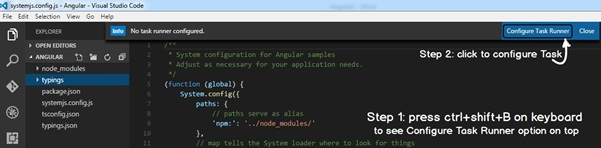 systemjs.config.js - Angular - Visual Studio Code
File Edit Selection View Go Help
Info No task runner configured. Configure Task Runner Close
EXPLORER
OPEN EDITORS
ANGULAR
node_modules
typings
package.json
systemjs.config.js
tsconfig.json
typings.json
/**
* System configuration for Angular samples
* Adjust as necessary for your application needs.
*/
(function (global) {
System.config({
paths: {
// paths serve as alias
'npm:': '../node_modules/'
},
// map tells the System loader where to look for things
Step 2: click to configure Task
Step 1: press ctrl+shift+B on keyboard
to see Configure Task Runner option on top